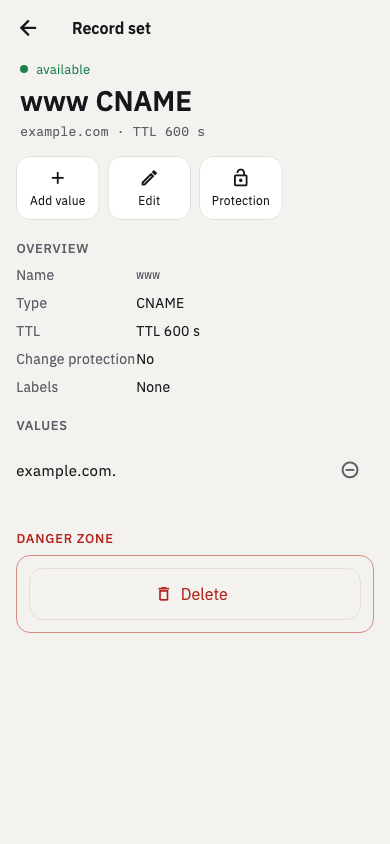 Record set
available
www CNAME
example.com · TTL 600 s
Add value
Edit
Protection
OVERVIEW
Name www
Type CNAME
TTL TTL 600 s
Change protection No
Labels None
VALUES
example.com.
DANGER ZONE
Delete